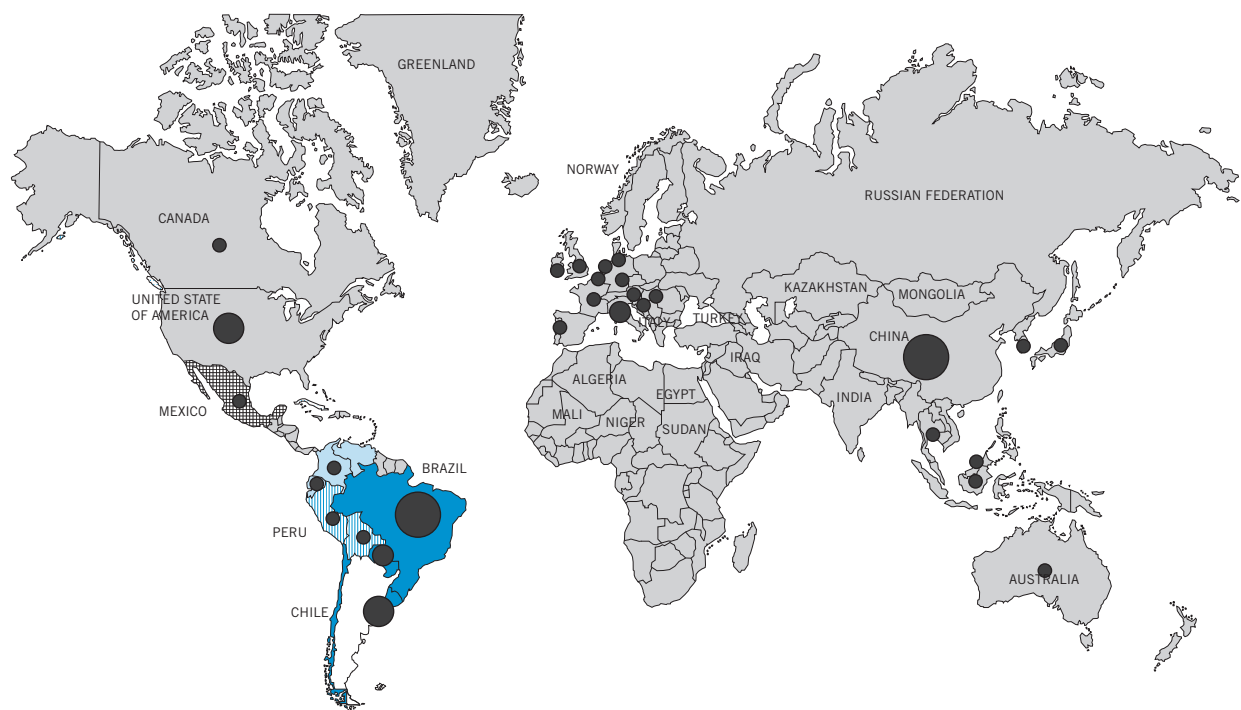 GREENLAND
NORWAY
RUSSIAN FEDERATION
CANADA
UNITED STATE
OF AMERICA
KAZAKHSTAN
MONGOLIA
ITALY
TURKEY
CHINA
IRAQ
ALGERIA
EGYPT
INDIA
MEXICO
MALI
NIGER
SUDAN
BRAZIL
PERU
AUSTRALIA
CHILE